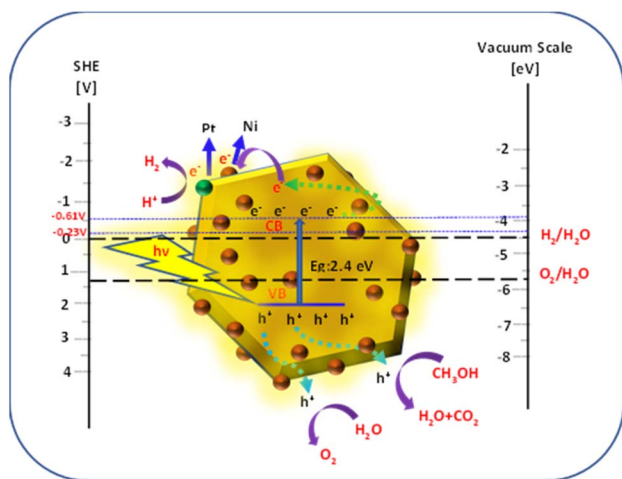 SHE
[V]
Vacuum Scale
[eV]
-3
-2
-1
-0.61V
-0.23V
0
1
2
3
4
Pt
Ni
H₂
H⁺
e⁻
e⁻
e⁻
e⁻ e⁻ e⁻ e⁻
CB
hν
Eg:2.4 eV
VB
h⁺ h⁺ h⁺ h⁺
h⁺
h⁺
CH₃OH
H₂O+CO₂
H₂O
O₂
-2
-3
-4
-5
-6
-7
-8
H₂/H₂O
O₂/H₂O